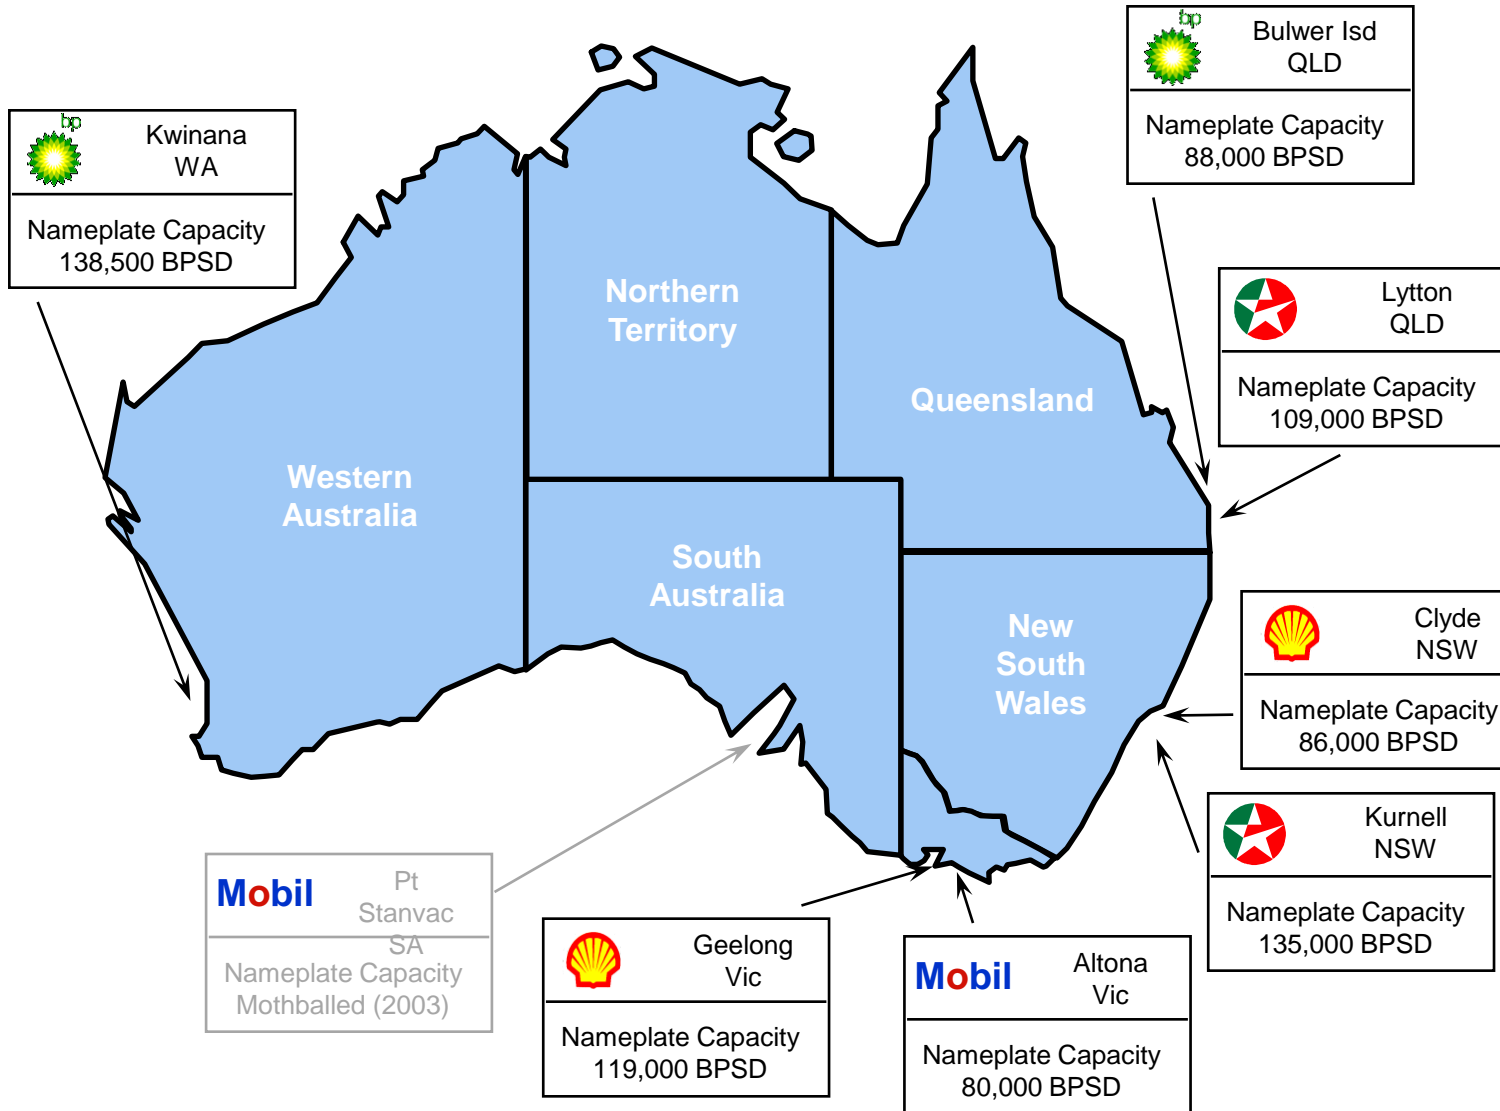 bp
Bulwer Isd
QLD
Nameplate Capacity
88,000 BPSD
bp
Kwinana
WA
Nameplate Capacity
138,500 BPSD
Lytton
QLD
Nameplate Capacity
109,000 BPSD
Northern
Territory
Queensland
Western
Australia
South
Australia
New
South
Wales
Clyde
NSW
Nameplate Capacity
86,000 BPSD
Kurnell
NSW
Nameplate Capacity
135,000 BPSD
Mobil
Pt
Stanvac
SA
Nameplate Capacity
Mothballed (2003)
Geelong
Vic
Nameplate Capacity
119,000 BPSD
Mobil
Altona
Vic
Nameplate Capacity
80,000 BPSD